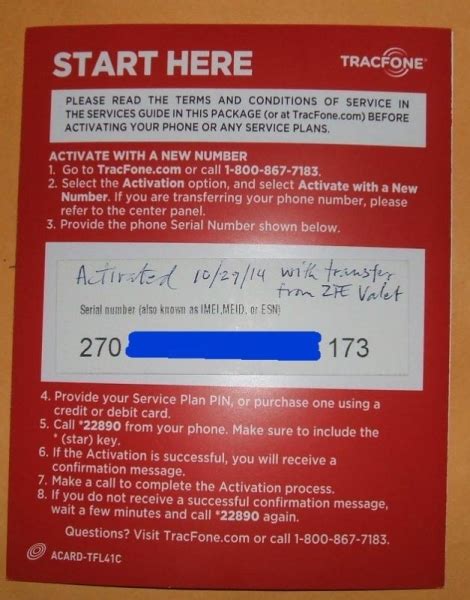 START HERE
TRACFONE
PLEASE READ THE TERMS AND CONDITIONS OF SERVICE IN
THE SERVICES GUIDE IN THIS PACKAGE (or at TracFone.com) BEFORE
ACTIVATING YOUR PHONE OR ANY SERVICE PLANS.
ACTIVATE WITH A NEW NUMBER
1. Go to TracFone.com or call 1-800-867-7183.
2. Select the Activation option, and select Activate with a New
Number. If you are transferring your phone number, please
refer to the center panel.
3. Provide the phone Serial Number shown below.
Activated 10/29/14 with transfer
from ZTE Valet
Serial number (also known as IMEI,MEID, or ESN)
270 173
4. Provide your Service Plan PIN, or purchase one using a
credit or debit card.
5. Call *22890 from your phone. Make sure to include the
* (star) key.
6. If the Activation is successful, you will receive a
confirmation message.
7. Make a call to complete the Activation process.
8. If you do not receive a successful confirmation message,
wait a few minutes and call *22890 again.
Questions? Visit TracFone.com or call 1-800-867-7183.
ACARD-TFL41C